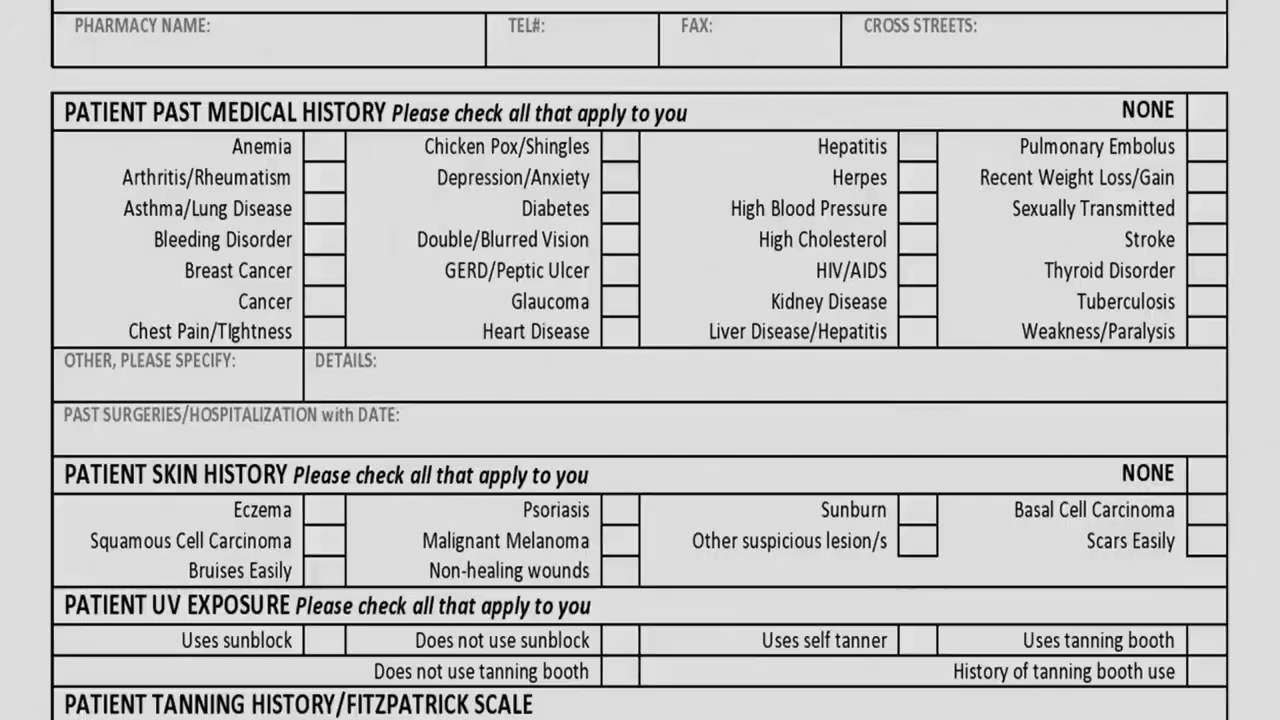 PHARMACY NAME: TEL#: FAX: CROSS STREETS:
PATIENT PAST MEDICAL HISTORY Please check all that apply to you NONE
Anemia Chicken Pox/Shingles Hepatitis Pulmonary Embolus
Arthritis/Rheumatism Depression/Anxiety Herpes Recent Weight Loss/Gain
Asthma/Lung Disease Diabetes High Blood Pressure Sexually Transmitted
Bleeding Disorder Double/Blurred Vision High Cholesterol Stroke
Breast Cancer GERD/Peptic Ulcer HIV/AIDS Thyroid Disorder
Cancer Glaucoma Kidney Disease Tuberculosis
Chest Pain/TIghtness Heart Disease Liver Disease/Hepatitis Weakness/Paralysis
OTHER, PLEASE SPECIFY: DETAILS:
PAST SURGERIES/HOSPITALIZATION with DATE:
PATIENT SKIN HISTORY Please check all that apply to you NONE
Eczema Psoriasis Sunburn Basal Cell Carcinoma
Squamous Cell Carcinoma Malignant Melanoma Other suspicious lesion/s Scars Easily
Bruises Easily Non-healing wounds
PATIENT UV EXPOSURE Please check all that apply to you
Uses sunblock Does not use sunblock Uses self tanner Uses tanning booth
Does not use tanning booth History of tanning booth use
PATIENT TANNING HISTORY/FITZPATRICK SCALE